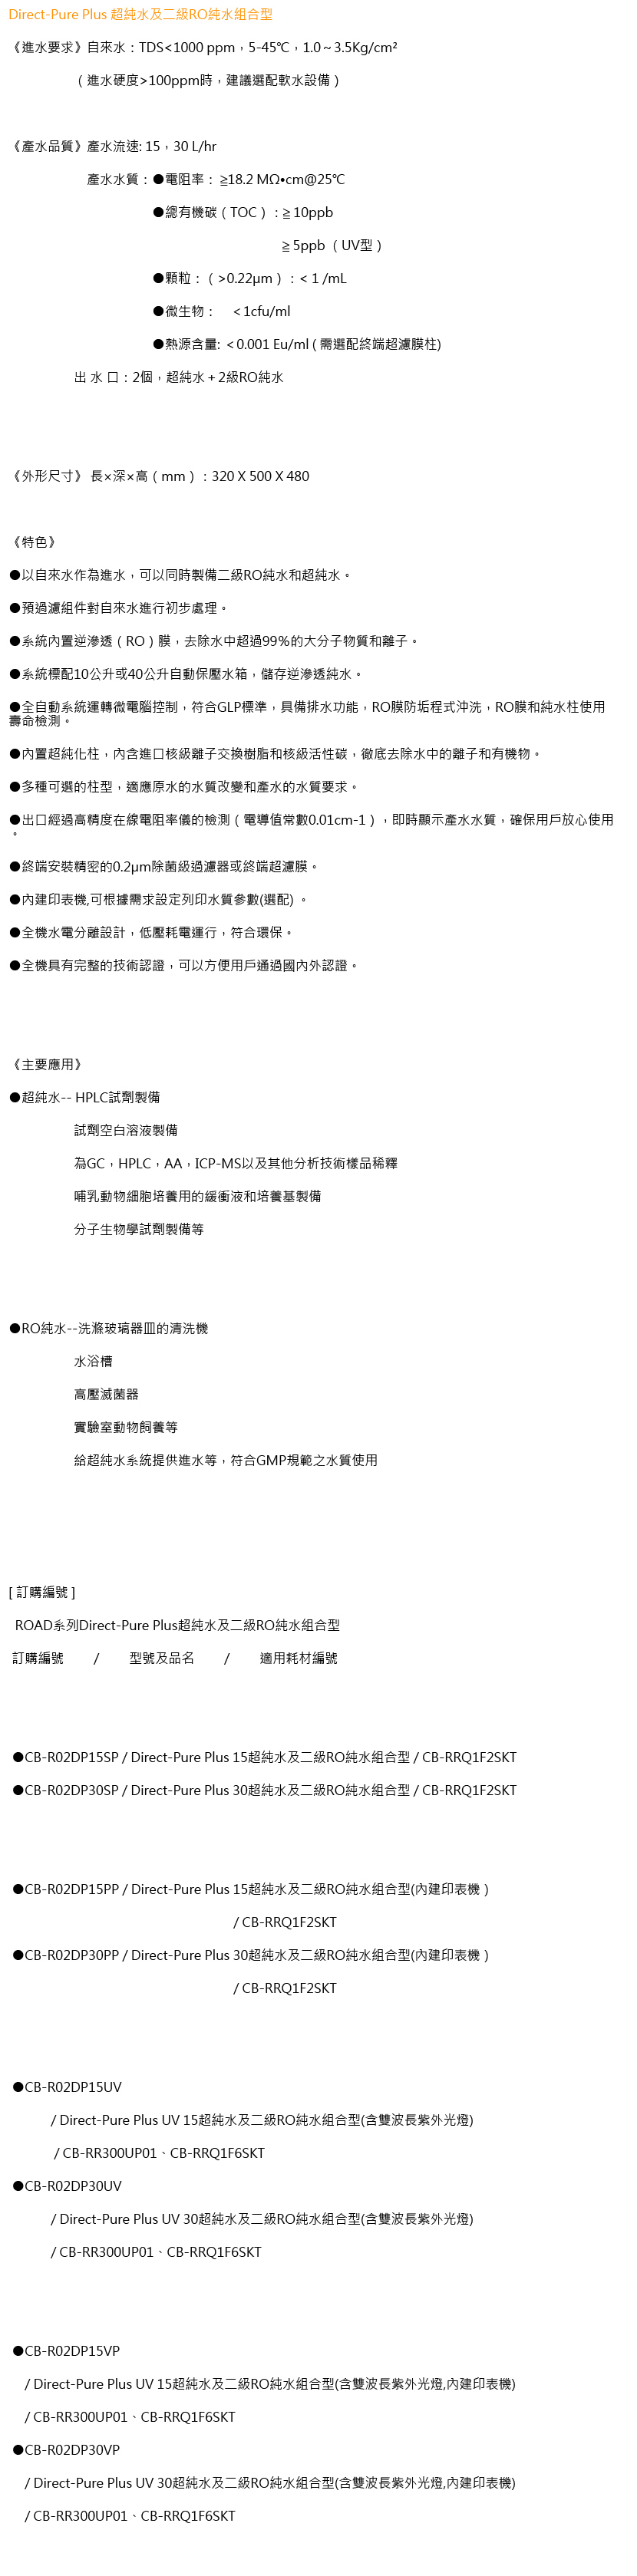 Direct-Pure Plus 超純水及二級RO純水組合型
《進水要求》自來水：TDS<1000 ppm，5-45℃，1.0～3.5Kg/cm²
（進水硬度>100ppm時，建議選配軟水設備）
《產水品質》產水流速: 15，30 L/hr
產水水質：●電阻率： ≧18.2 MΩ•cm@25℃
●總有機碳（TOC）：≧10ppb
≧5ppb （UV型）
●顆粒：（>0.22μm）：< 1 /mL
●微生物： ＜1cfu/ml
●熱源含量: ＜0.001 Eu/ml ( 需選配終端超濾膜柱)
出 水 口：2個，超純水＋2級RO純水
《外形尺寸》 長×深×高（mm）：320 X 500 X 480
《特色》
●以自來水作為進水，可以同時製備二級RO純水和超純水。
●預過濾組件對自來水進行初步處理。
●系統內置逆滲透（RO）膜，去除水中超過99％的大分子物質和離子。
●系統標配10公升或40公升自動保壓水箱，儲存逆滲透純水。
●全自動系統運轉微電腦控制，符合GLP標準，具備排水功能，RO膜防垢程式沖洗，RO膜和純水柱使用
壽命檢測。
●內置超純化柱，內含進口核級離子交換樹脂和核級活性碳，徹底去除水中的離子和有機物。
●多種可選的柱型，適應原水的水質改變和產水的水質要求。
●出口經過高精度在線電阻率儀的檢測（電導值常數0.01cm-1），即時顯示產水水質，確保用戶放心使用
。
●終端安裝精密的0.2μm除菌級過濾器或終端超濾膜。
●內建印表機,可根據需求設定列印水質參數(選配) 。
●全機水電分離設計，低壓耗電運行，符合環保。
●全機具有完整的技術認證，可以方便用戶通過國內外認證。
《主要應用》
●超純水-- HPLC試劑製備
試劑空白溶液製備
為GC，HPLC，AA，ICP-MS以及其他分析技術樣品稀釋
哺乳動物細胞培養用的緩衝液和培養基製備
分子生物學試劑製備等
●RO純水--洗滌玻璃器皿的清洗機
水浴槽
高壓滅菌器
實驗室動物飼養等
給超純水系統提供進水等，符合GMP規範之水質使用
[ 訂購編號 ]
ROAD系列Direct-Pure Plus超純水及二級RO純水組合型
訂購編號 / 型號及品名 / 適用耗材編號
●CB-R02DP15SP / Direct-Pure Plus 15超純水及二級RO純水組合型 / CB-RRQ1F2SKT
●CB-R02DP30SP / Direct-Pure Plus 30超純水及二級RO純水組合型 / CB-RRQ1F2SKT
●CB-R02DP15PP / Direct-Pure Plus 15超純水及二級RO純水組合型(內建印表機 )
/ CB-RRQ1F2SKT
●CB-R02DP30PP / Direct-Pure Plus 30超純水及二級RO純水組合型(內建印表機 )
/ CB-RRQ1F2SKT
●CB-R02DP15UV
/ Direct-Pure Plus UV 15超純水及二級RO純水組合型(含雙波長紫外光燈)
/ CB-RR300UP01、CB-RRQ1F6SKT
●CB-R02DP30UV
/ Direct-Pure Plus UV 30超純水及二級RO純水組合型(含雙波長紫外光燈)
/ CB-RR300UP01、CB-RRQ1F6SKT
●CB-R02DP15VP
/ Direct-Pure Plus UV 15超純水及二級RO純水組合型(含雙波長紫外光燈,內建印表機)
/ CB-RR300UP01、CB-RRQ1F6SKT
●CB-R02DP30VP
/ Direct-Pure Plus UV 30超純水及二級RO純水組合型(含雙波長紫外光燈,內建印表機)
/ CB-RR300UP01、CB-RRQ1F6SKT